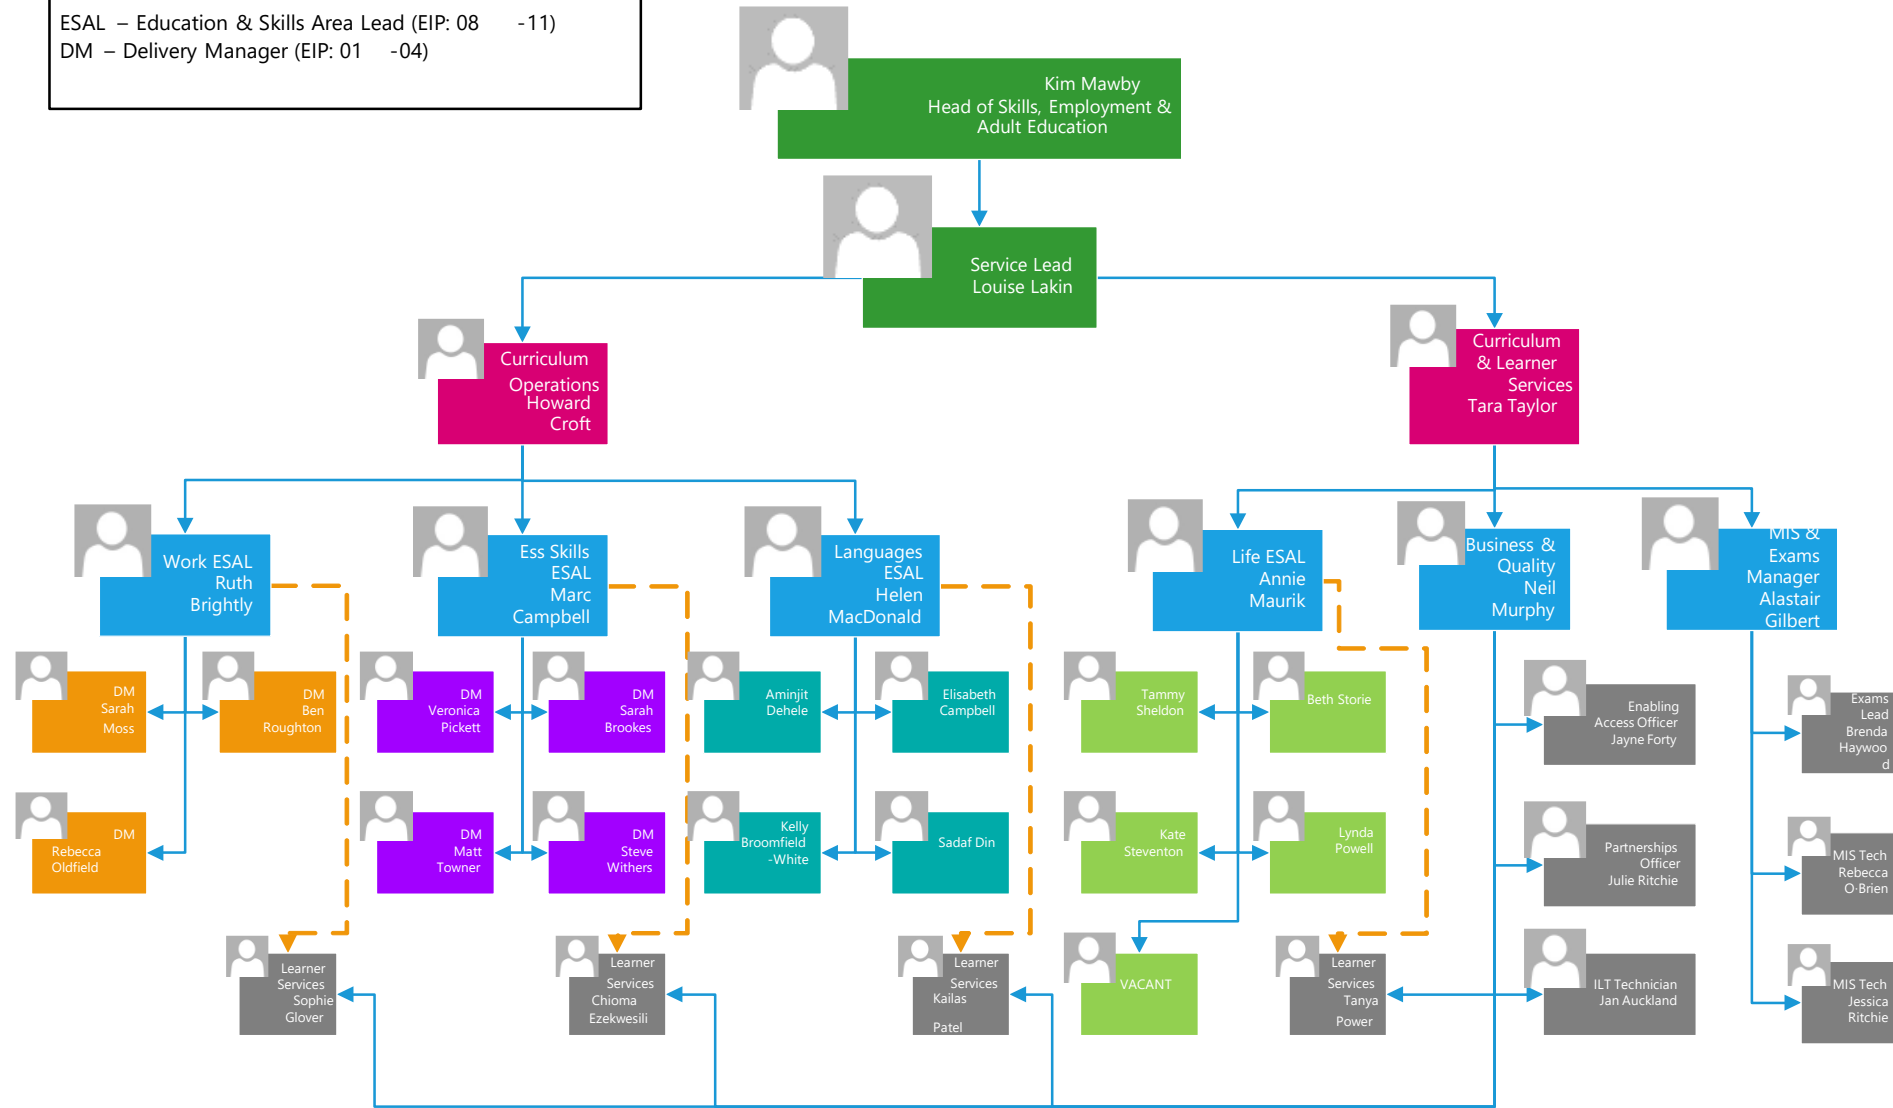 ESAL – Education & Skills Area Lead (EIP: 08 -11)
DM – Delivery Manager (EIP: 01 -04)
Kim Mawby
Head of Skills, Employment &
Adult Education
Service Lead
Louise Lakin
Curriculum
Operations
Howard
Croft
Curriculum
& Learner
Services
Tara Taylor
Work ESAL
Ruth
Brightly
Ess Skills
ESAL
Marc
Campbell
Languages
ESAL
Helen
MacDonald
Life ESAL
Annie
Maurik
Business &
Quality
Neil
Murphy
MIS &
Exams
Manager
Alastair
Gilbert
DM
Sarah
Moss
DM
Ben
Roughton
DM
Veronica
Pickett
DM
Sarah
Brookes
Aminjit
Dehele
Elisabeth
Campbell
Tammy
Sheldon
Beth Storie
Enabling
Access Officer
Jayne Forty
Exams
Lead
Brenda
Haywoo
d
DM
Rebecca
Oldfield
DM
Matt
Towner
DM
Steve
Withers
Kelly
Broomfield
-White
Sadaf Din
Kate
Steventon
Lynda
Powell
Partnerships
Officer
Julie Ritchie
MIS Tech
Rebecca
O·Brien
Learner
Services
Sophie
Glover
Learner
Services
Chioma
Ezekwesili
Learner
Services
Kailas
Patel
VACANT
Learner
Services
Tanya
Power
ILT Technician
Jan Auckland
MIS Tech
Jessica
Ritchie